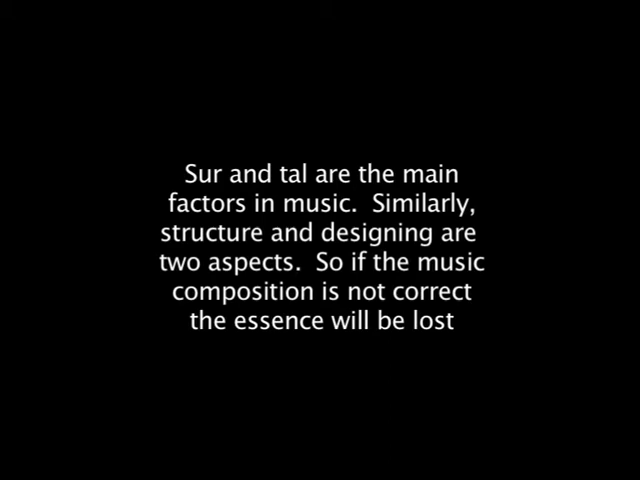 Sur and tal are the main
factors in music.  Similarly,
structure and designing are
two aspects.  So if the music
composition is not correct
the essence will be lost